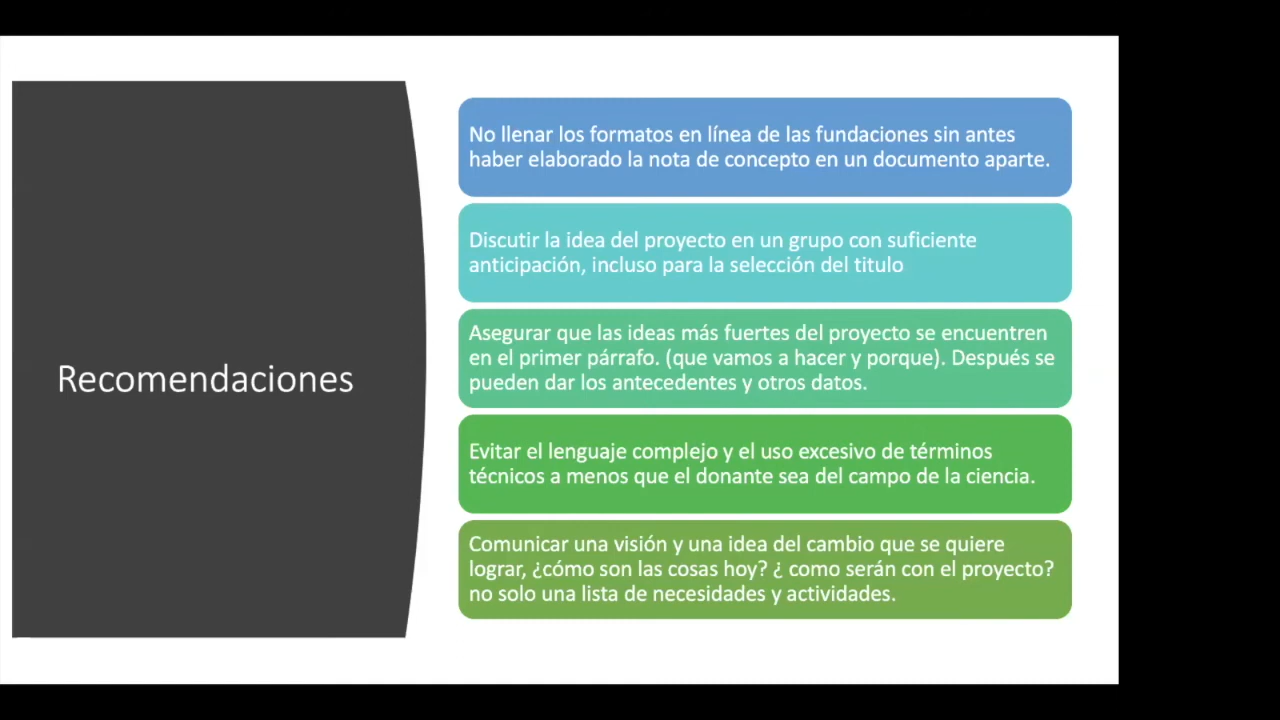 Recomendaciones
No llenar los formatos en línea de las fundaciones sin antes
haber elaborado la nota de concepto en un documento aparte.
Discutir la idea del proyecto en un grupo con suficiente
anticipación, incluso para la selección del titulo
Asegurar que las ideas más fuertes del proyecto se encuentren
en el primer párrafo. (que vamos a hacer y porque). Después se
pueden dar los antecedentes y otros datos.
Evitar el lenguaje complejo y el uso excesivo de términos
técnicos a menos que el donante sea del campo de la ciencia.
Comunicar una visión y una idea del cambio que se quiere
lograr, ¿cómo son las cosas hoy? ¿ como serán con el proyecto?
no solo una lista de necesidades y actividades.